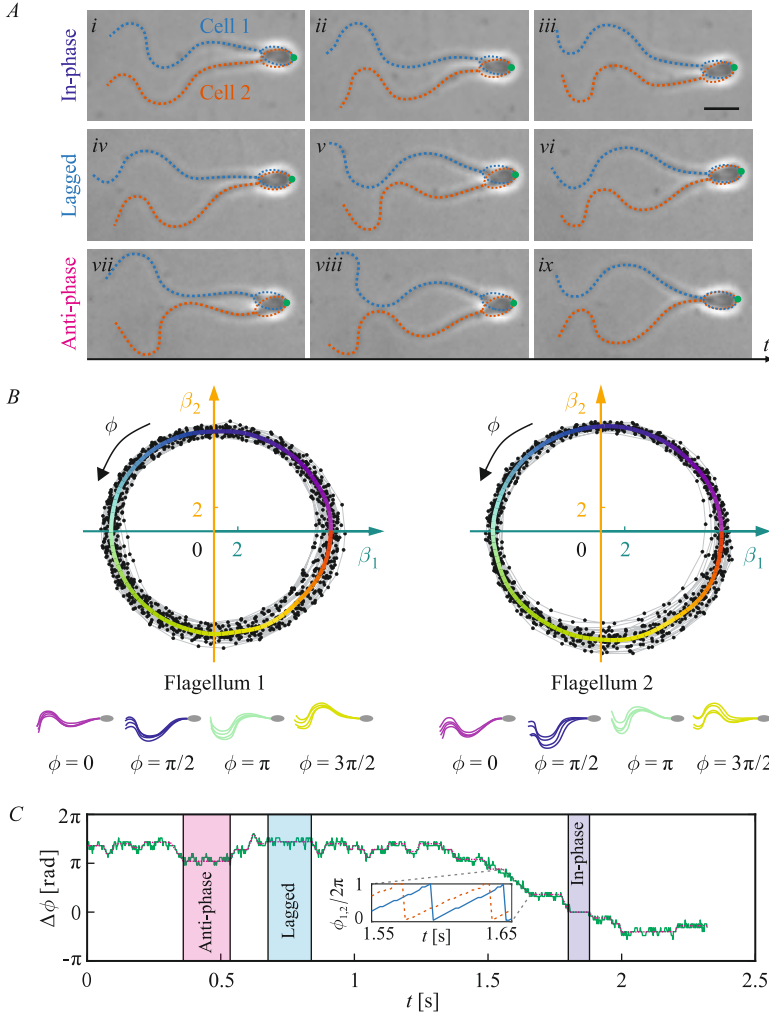 A
i
Cell 1
Cell 2
ii
iii
In-phase
iv
v
vi
Lagged
vii
viii
ix
Anti-phase
t
B
ϕ
β₂
2
0
2
β₁
Flagellum 1
ϕ
β₂
2
0
2
β₁
Flagellum 2
ϕ = 0
ϕ = π/2
ϕ = π
ϕ = 3π/2
ϕ = 0
ϕ = π/2
ϕ = π
ϕ = 3π/2
C
2π
π
0
-π
Δϕ [rad]
Anti-phase
Lagged
In-phase
ϕ₁,₂/2π
1
0
1.55
t [s]
1.65
0
0.5
1
1.5
2
2.5
t [s]